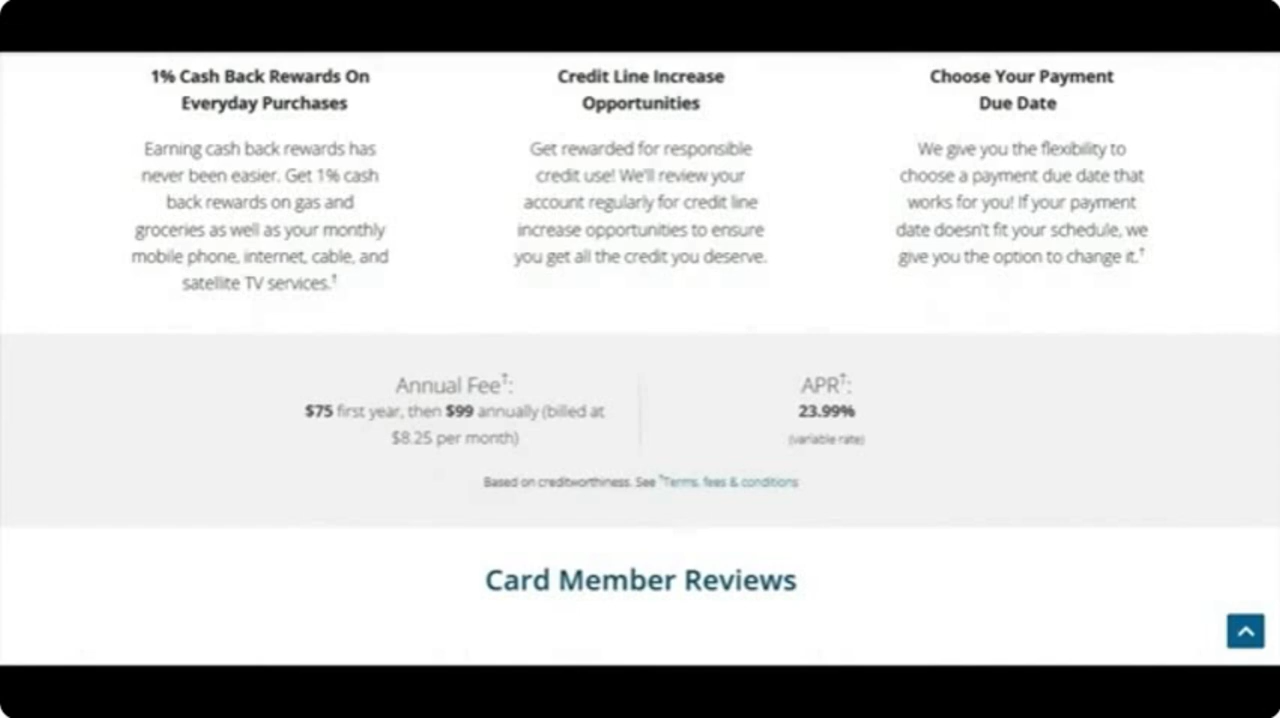 1% Cash Back Rewards On
Everyday Purchases
Earning cash back rewards has
never been easier. Get 1% cash
back rewards on gas and
groceries as well as your monthly
mobile phone, internet, cable, and
satellite TV services.†
Credit Line Increase
Opportunities
Get rewarded for responsible
credit use! We'll review your
account regularly for credit line
increase opportunities to ensure
you get all the credit you deserve.
Choose Your Payment
Due Date
We give you the flexibility to
choose a payment due date that
works for you! If your payment
date doesn't fit your schedule, we
give you the option to change it.†
Annual Fee†:
$75 first year, then $99 annually (billed at
$8.25 per month)
APR†:
23.99%
(variable rate)
Based on creditworthiness. See †Terms, fees & conditions
Card Member Reviews